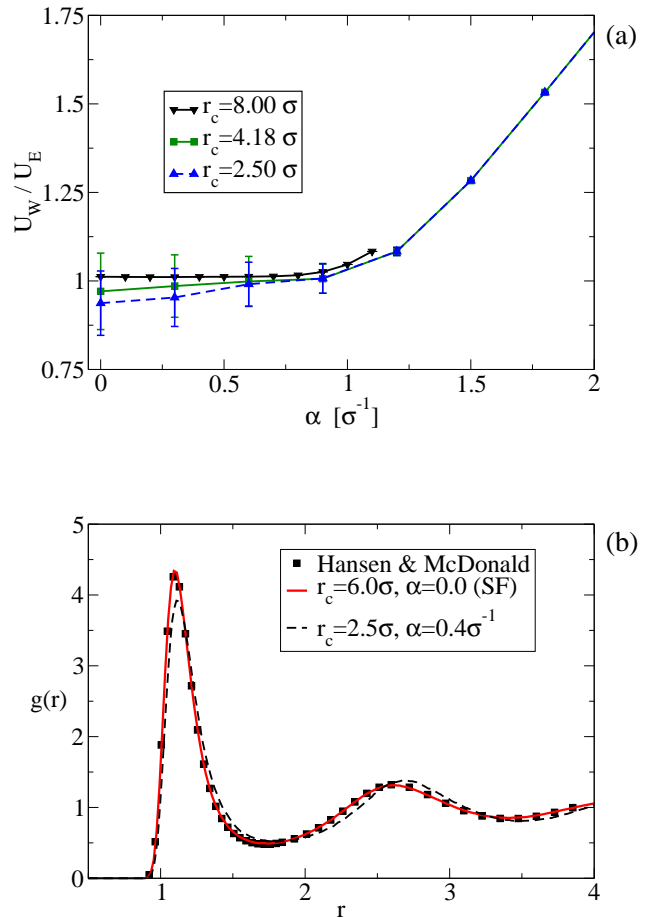 1.75
(a)
1.5
1.25
1
0.75
U_W / U_E
r_c=8.00 σ
r_c=4.18 σ
r_c=2.50 σ
0 0.5 1 1.5 2
α [σ^-1]
5
(b)
4
3
2
1
0
g(r)
Hansen & McDonald
r_c=6.0σ, α=0.0 (SF)
r_c=2.5σ, α=0.4σ^-1
1 2 3 4
r